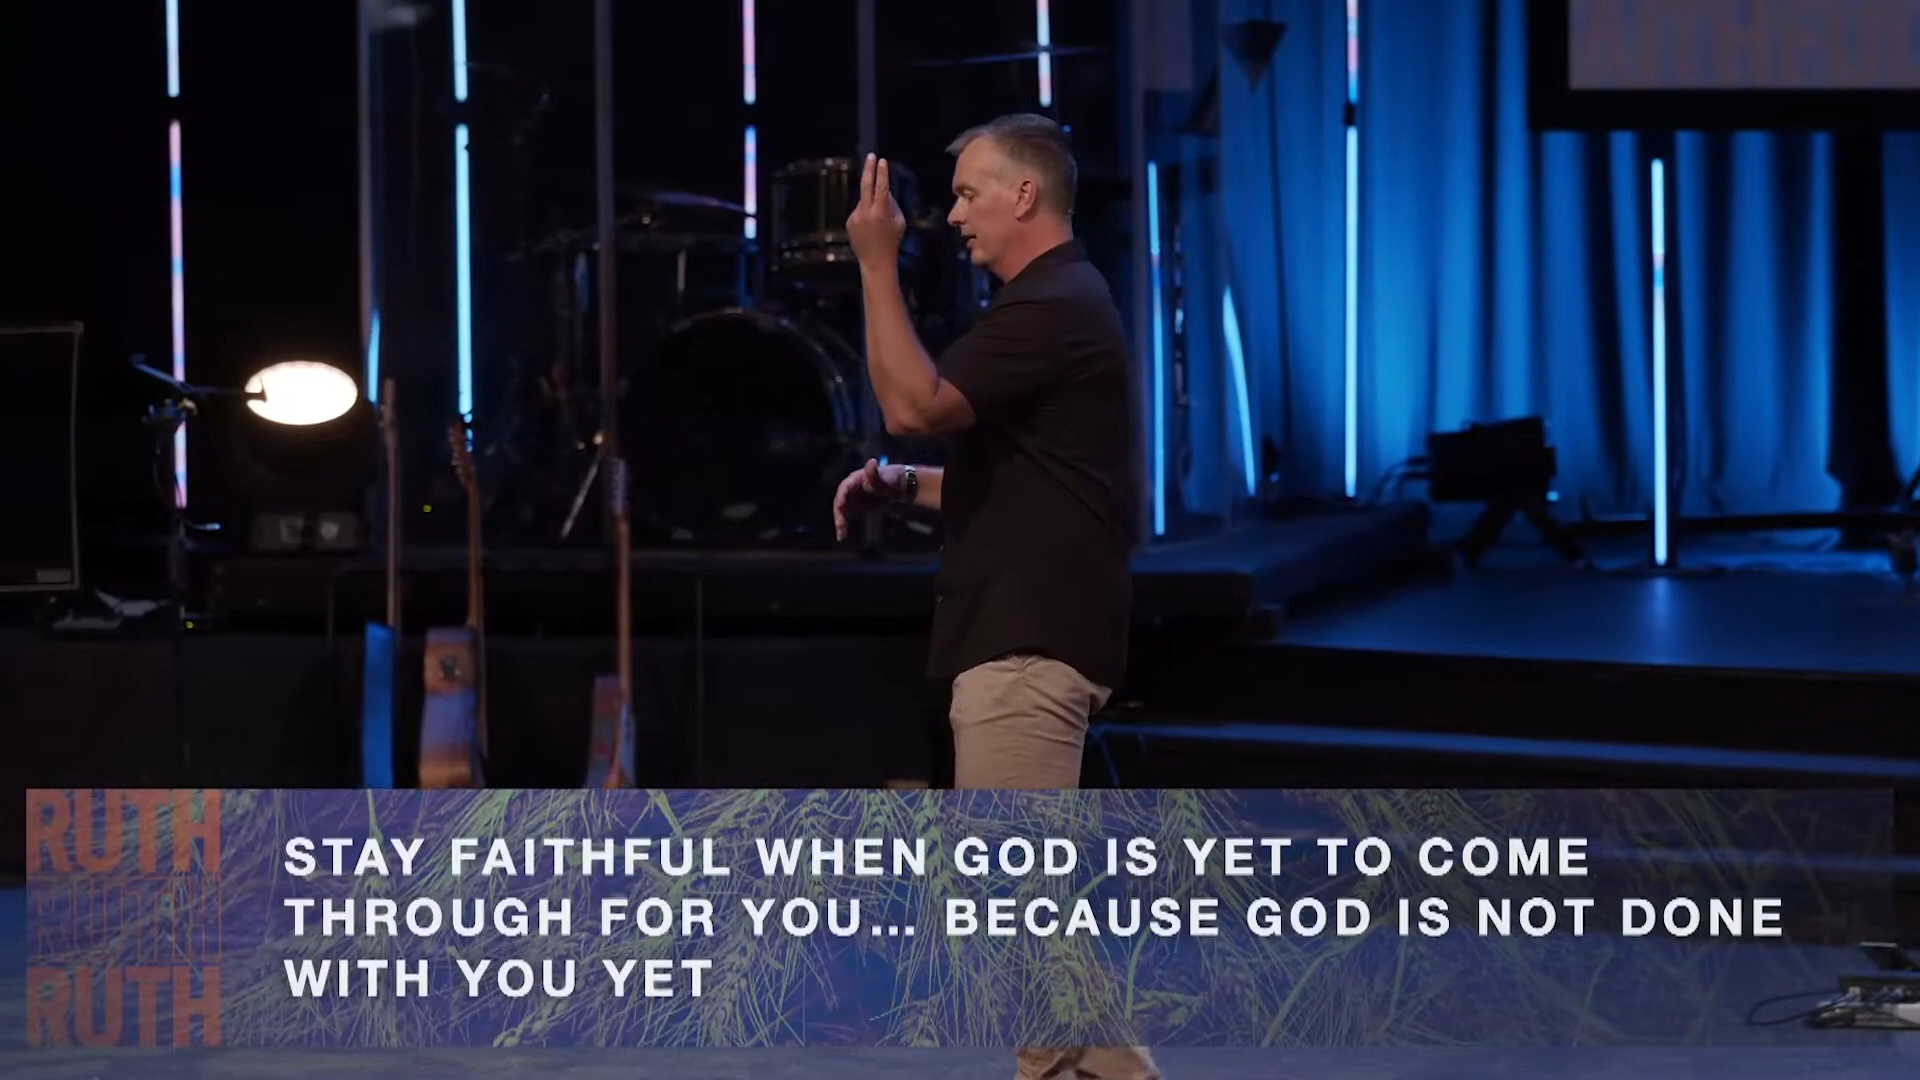 RUTH
RUTH
RUTH
STAY FAITHFUL WHEN GOD IS YET TO COME
THROUGH FOR YOU... BECAUSE GOD IS NOT DONE
WITH YOU YET